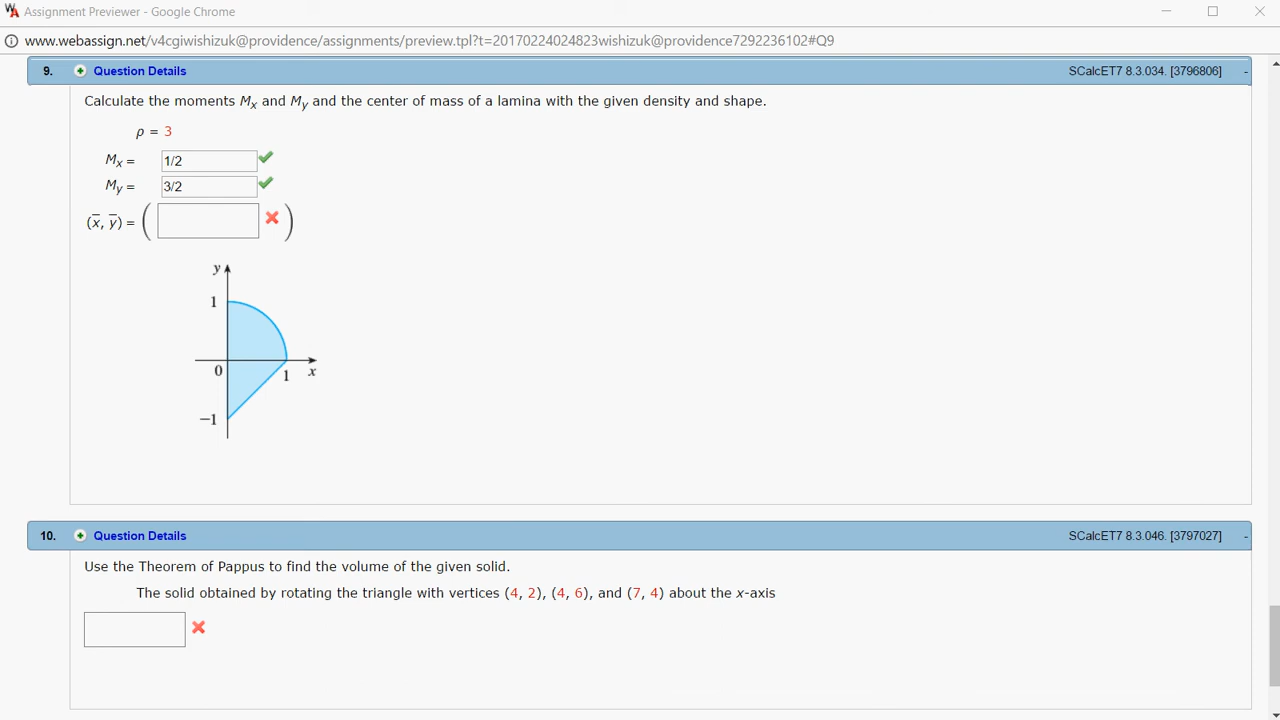 Assignment Previewer - Google Chrome
www.webassign.net/v4cgiwishizuk@providence/assignments/preview.tpl?t=20170224024823wishizuk@providence7292236102#Q9
9. Question Details SCalcET7 8.3.034. [3796806] -
Calculate the moments Mx and My and the center of mass of a lamina with the given density and shape.
ρ = 3
Mx = 1/2
My = 3/2
(x̅, y̅) = ( )
y
1
0
1 x
−1
10. Question Details SCalcET7 8.3.046. [3797027] -
Use the Theorem of Pappus to find the volume of the given solid.
The solid obtained by rotating the triangle with vertices (4, 2), (4, 6), and (7, 4) about the x-axis